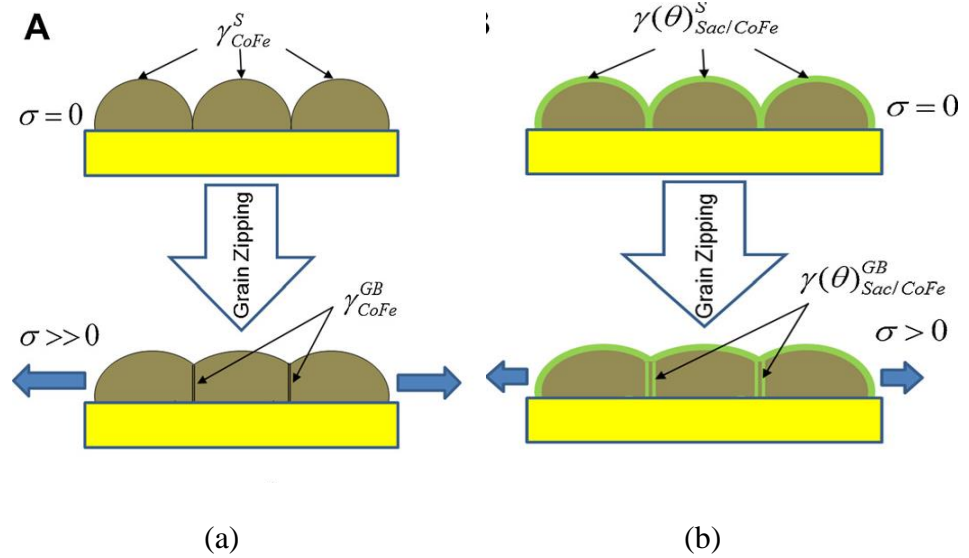 A
γ^S_CoFe
σ = 0
Grain Zipping
γ^GB_CoFe
σ >> 0
(a)
γ(θ)^S_Sac/CoFe
σ = 0
Grain Zipping
γ(θ)^GB_Sac/CoFe
σ > 0
(b)